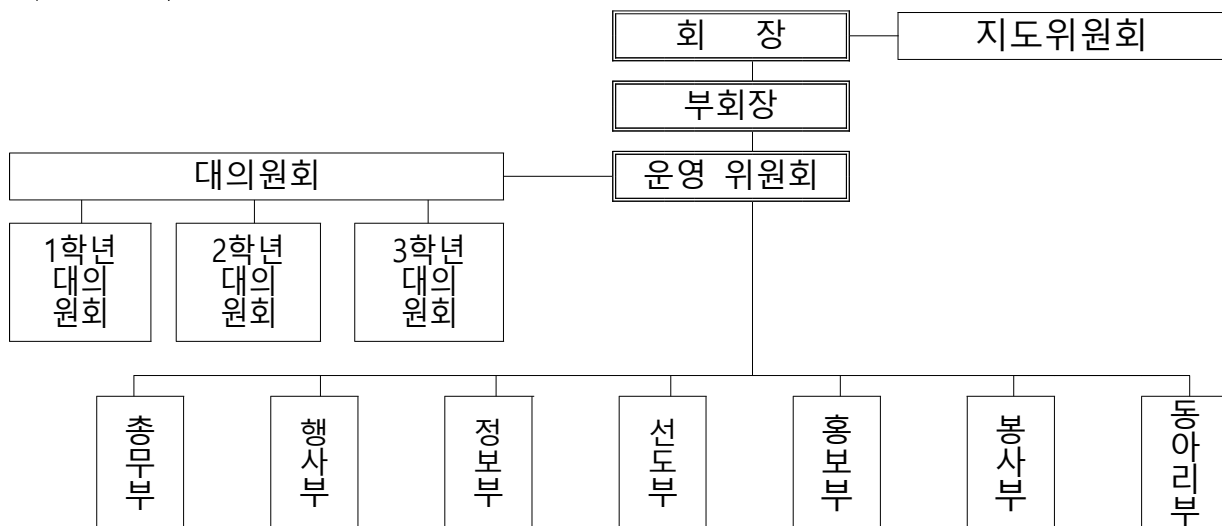 회 장
지도위원회
부회장
대의원회
운영 위원회
1학년
대의
원회
2학년
대의
원회
3학년
대의
원회
총무부
행사부
정보부
선도부
홍보부
봉사부
동아리부